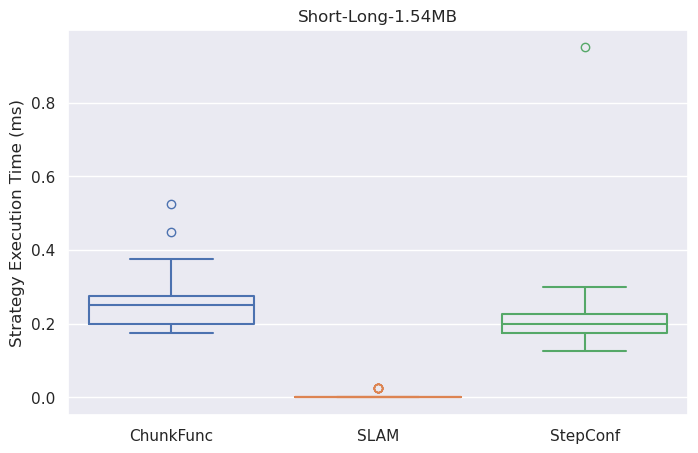 Short-Long-1.54MB
Strategy Execution Time (ms)
0.8
0.6
0.4
0.2
0.0
ChunkFunc
SLAM
StepConf